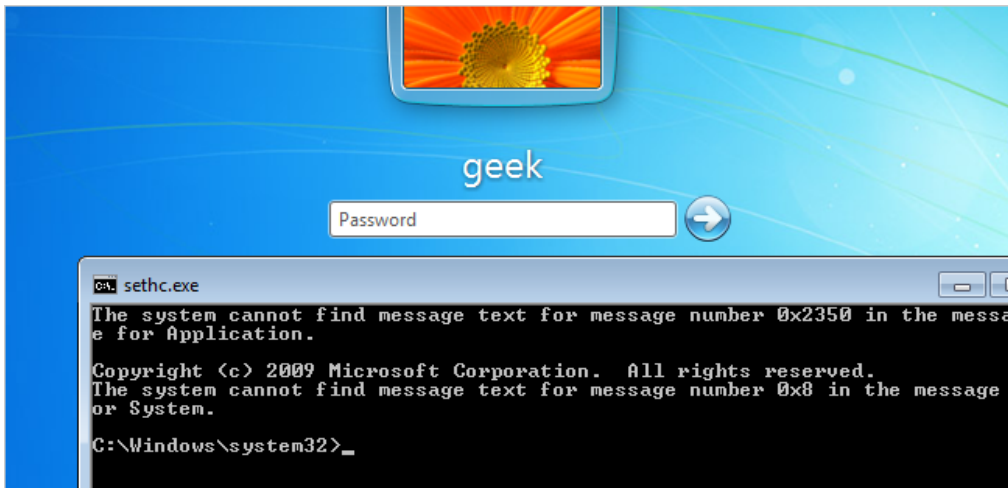 geek
Password
sethc.exe
The system cannot find message text for message number 0x2350 in the messa
e for Application.
Copyright (c) 2009 Microsoft Corporation.  All rights reserved.
The system cannot find message text for message number 0x8 in the message
or System.
C:\Windows\system32>_